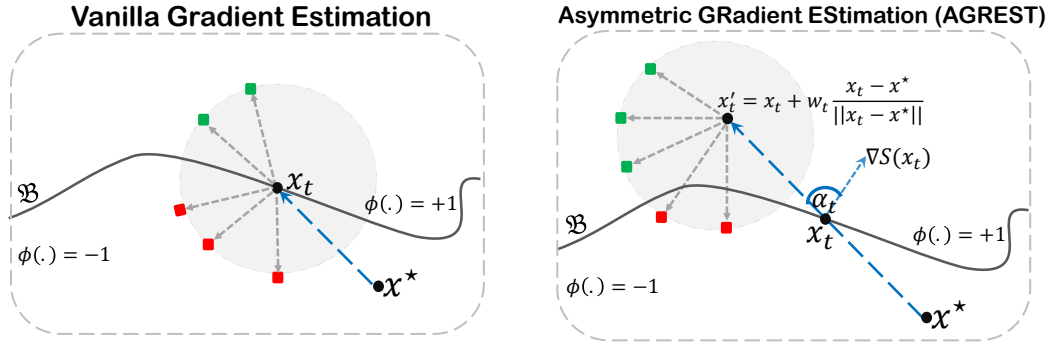 Vanilla Gradient Estimation
𝔅
x_t
ϕ(.) = +1
ϕ(.) = −1
x^⋆
Asymmetric GRadient EStimation (AGREST)
x′_t = x_t + w_t (x_t − x^⋆) / ||x_t − x^⋆||
∇S(x_t)
α_t
𝔅
x_t
ϕ(.) = +1
ϕ(.) = −1
x^⋆